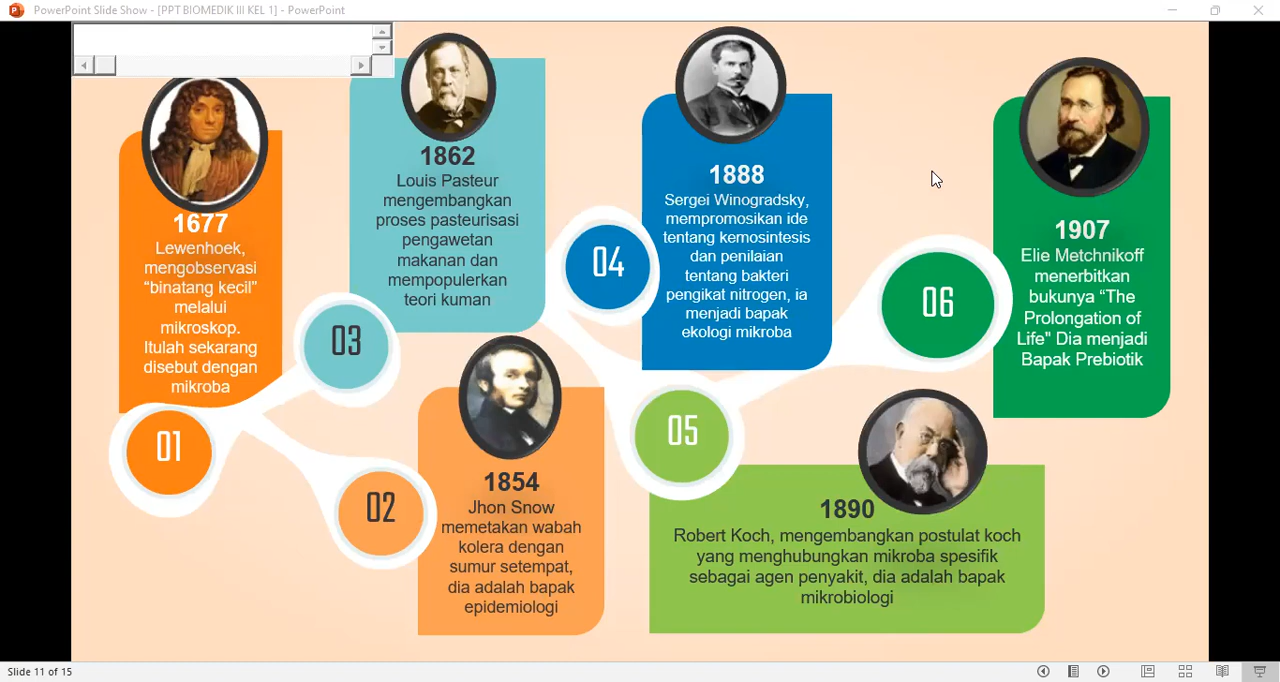 PowerPoint Slide Show - [PPT BIOMEDIK III KEL 1] - PowerPoint
1677
Lewenhoek,
mengobservasi
“binatang kecil”
melalui
mikroskop.
Itulah sekarang
disebut dengan
mikroba
01
02
1854
Jhon Snow
memetakan wabah
kolera dengan
sumur setempat,
dia adalah bapak
epidemiologi
03
1862
Louis Pasteur
mengembangkan
proses pasteurisasi
pengawetan
makanan dan
mempopulerkan
teori kuman
04
1888
Sergei Winogradsky,
mempromosikan ide
tentang kemosintesis
dan penilaian
tentang bakteri
pengikat nitrogen, ia
menjadi bapak
ekologi mikroba
05
1890
Robert Koch, mengembangkan postulat koch
yang menghubungkan mikroba spesifik
sebagai agen penyakit, dia adalah bapak
mikrobiologi
06
1907
Elie Metchnikoff
menerbitkan
bukunya “The
Prolongation of
Life” Dia menjadi
Bapak Prebiotik
Slide 11 of 15